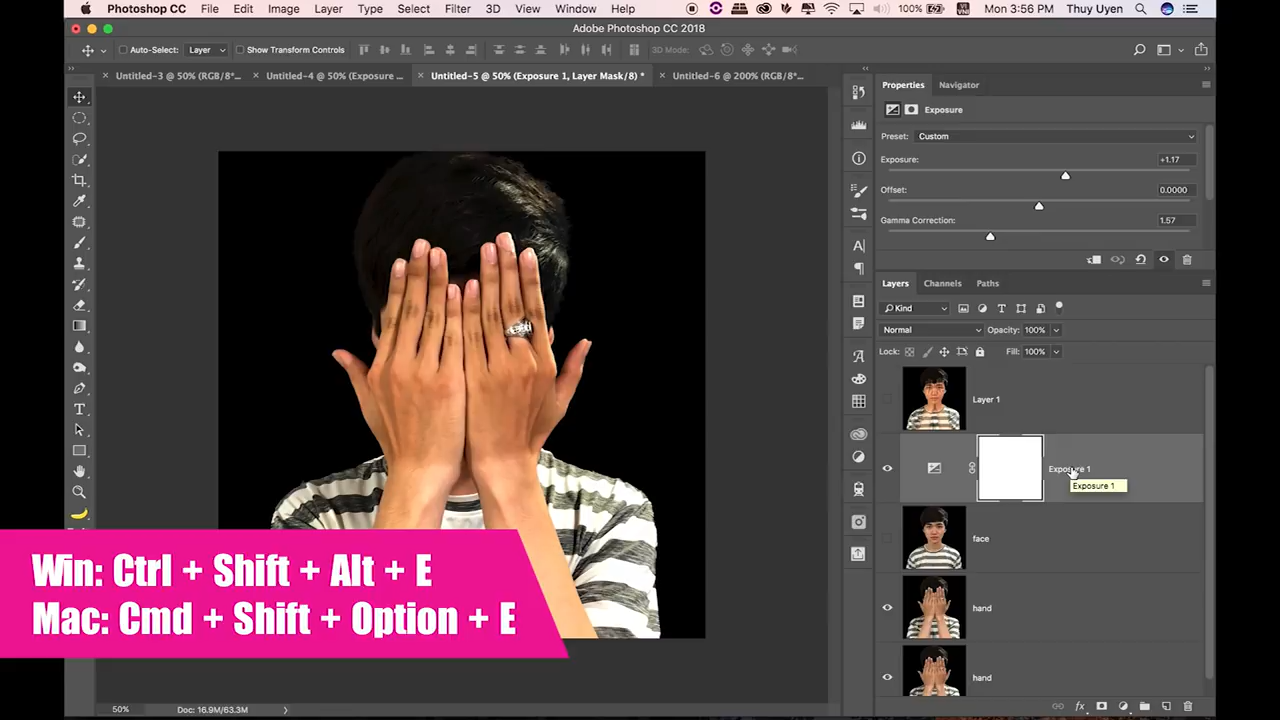 Photoshop CC File Edit Image Layer Type Select Filter 3D View Window Help 100% Mon 3:56 PM Thuy Uyen
Adobe Photoshop CC 2018
Auto-Select: Layer Show Transform Controls 3D Mode:
Untitled-3 @ 50% (RGB/8*... Untitled-4 @ 50% (Exposure ... Untitled-5 @ 50% (Exposure 1, Layer Mask/8) * Untitled-6 @ 200% (RGB/8*...
Properties Navigator
Exposure
Preset: Custom
Exposure: +1.17
Offset: 0.0000
Gamma Correction: 1.57
Layers Channels Paths
Kind
Normal Opacity: 100%
Lock: Fill: 100%
Layer 1
Exposure 1
Exposure 1
face
hand
hand
Win: Ctrl + Shift + Alt + E
Mac: Cmd + Shift + Option + E
50% Doc: 16.9M/63.3M